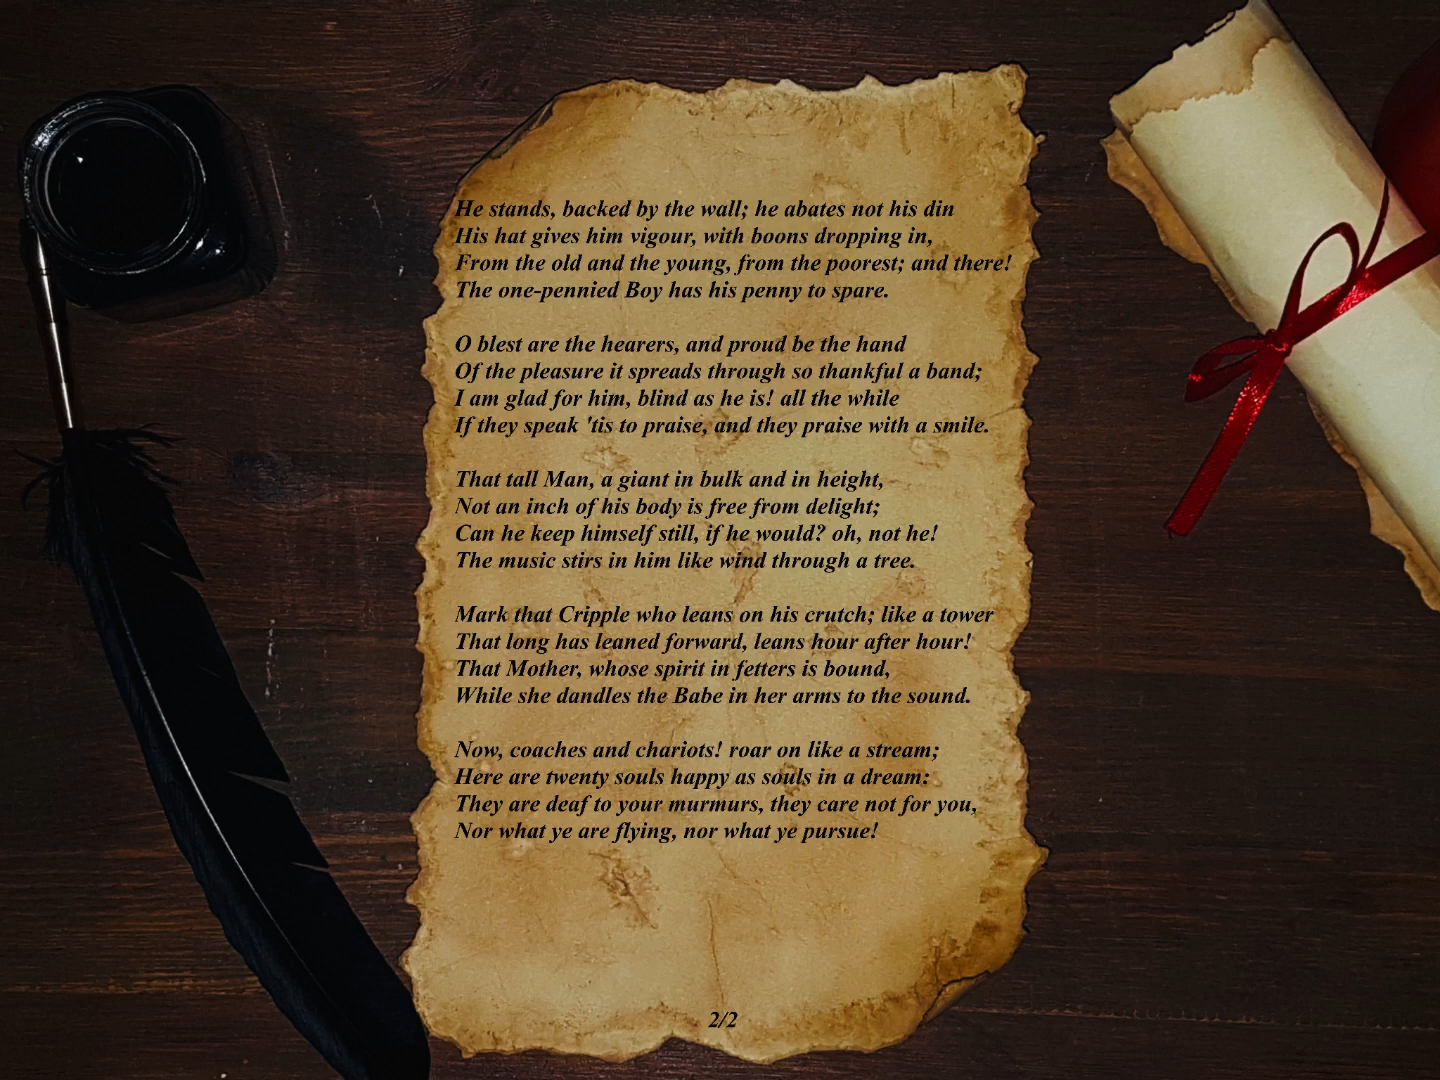 He stands, backed by the wall; he abates not his din
His hat gives him vigour, with boons dropping in,
From the old and the young, from the poorest; and there!
The one-pennied Boy has his penny to spare.

O blest are the hearers, and proud be the hand
Of the pleasure it spreads through so thankful a band;
I am glad for him, blind as he is! all the while
If they speak 'tis to praise, and they praise with a smile.

That tall Man, a giant in bulk and in height,
Not an inch of his body is free from delight;
Can he keep himself still, if he would? oh, not he!
The music stirs in him like wind through a tree.

Mark that Cripple who leans on his crutch; like a tower
That long has leaned forward, leans hour after hour!
That Mother, whose spirit in fetters is bound,
While she dandles the Babe in her arms to the sound.

Now, coaches and chariots! roar on like a stream;
Here are twenty souls happy as souls in a dream:
They are deaf to your murmurs, they care not for you,
Nor what ye are flying, nor what ye pursue!

2/2